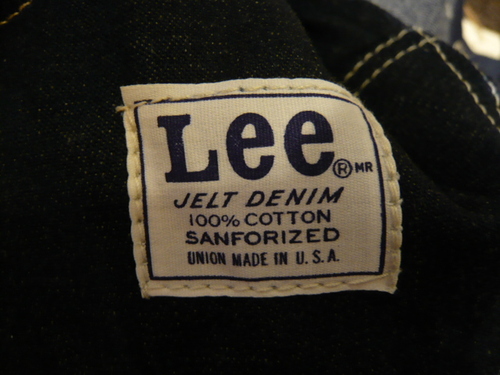 Lee ® MR
JELT DENIM
100% COTTON
SANFORIZED
UNION MADE IN U.S.A.